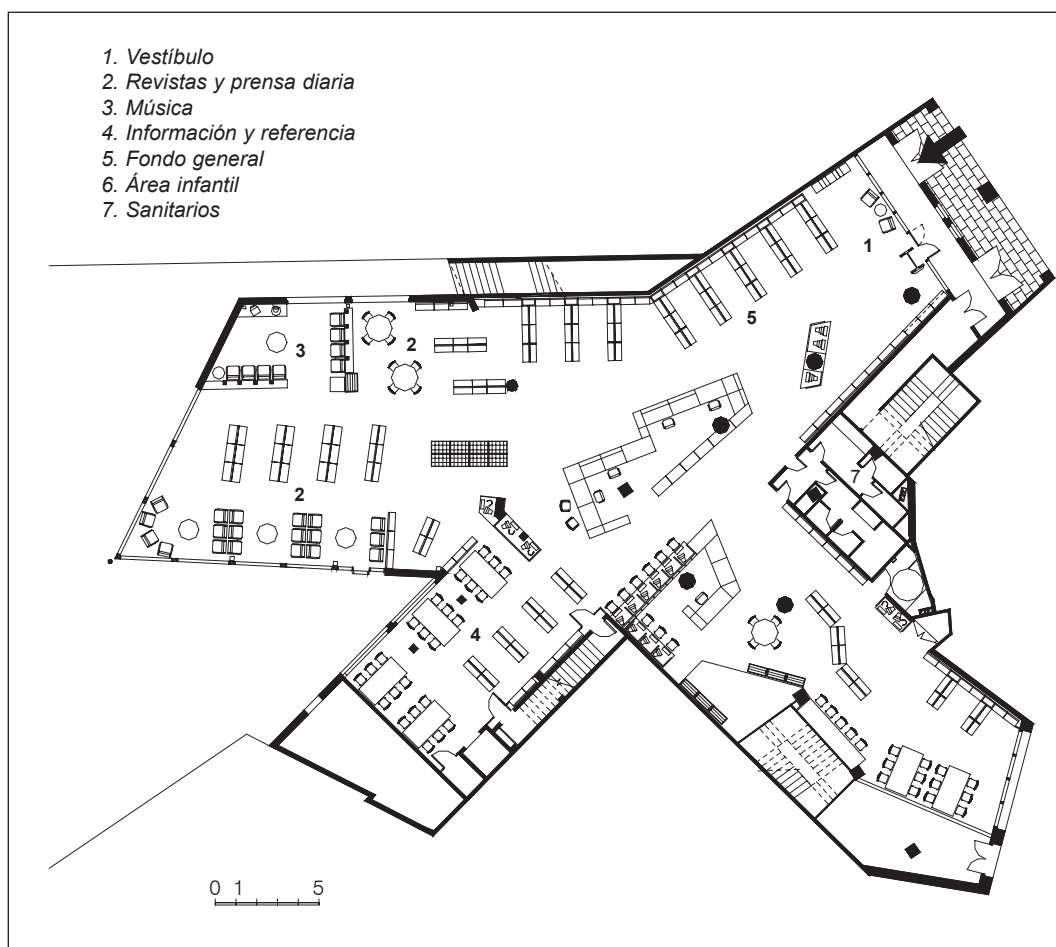 1. Vestíbulo
2. Revistas y prensa diaria
3. Música
4. Información y referencia
5. Fondo general
6. Área infantil
7. Sanitarios
1
5
2
3
7
2
4
0 1 5